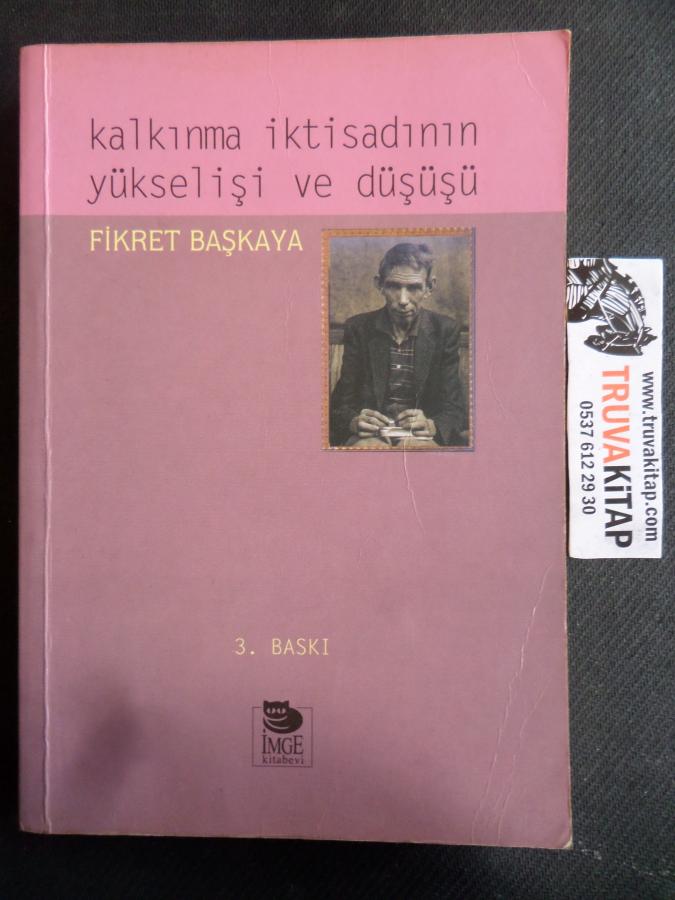 kalkınma iktisadının
yükselişi ve düşüşü
FİKRET BAŞKAYA
3. BASKI
İMGE
kitabevi
www.truvakitap.com
TRUVAKİTAP
0537 612 29 30